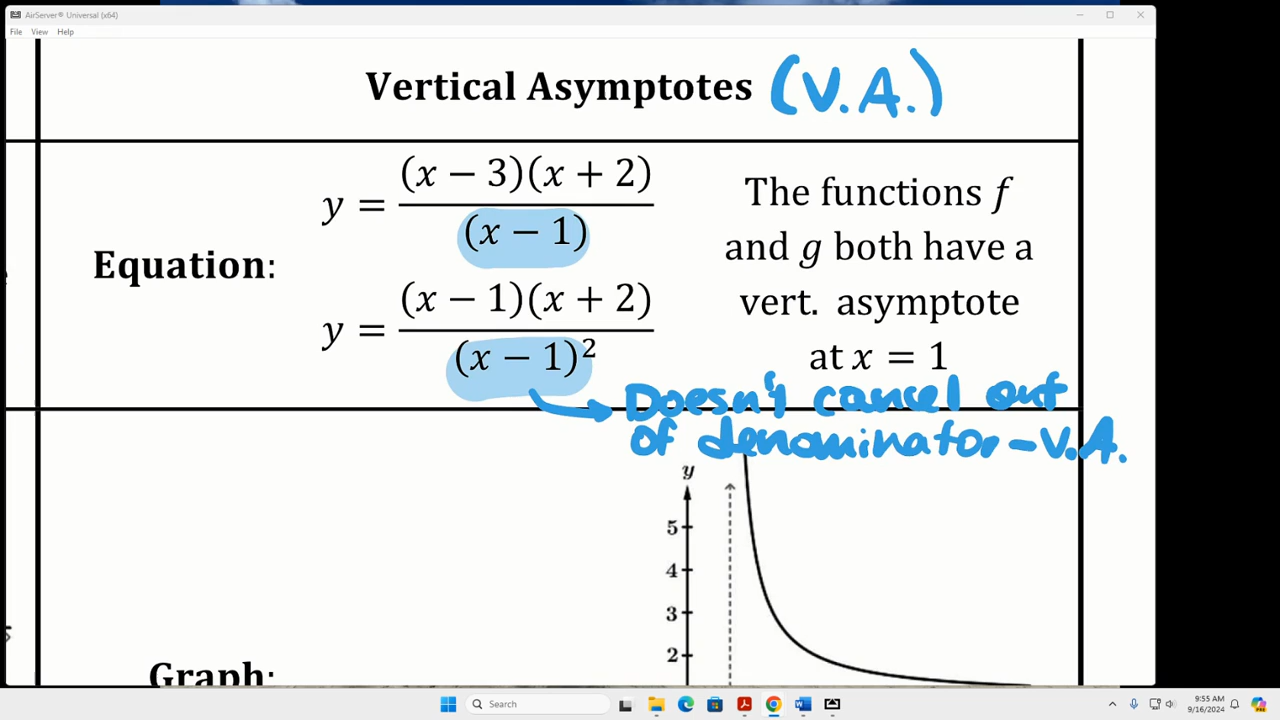 AirServer® Universal (x64)
File View Help
Vertical Asymptotes (V.A.)
Equation:
y = (x − 3)(x + 2) / (x − 1)
y = (x − 1)(x + 2) / (x − 1)²
The functions f
and g both have a
vert. asymptote
at x = 1
Doesn't cancel out
of denominator – V.A.
y
5
4
3
2
Graph:
Search
9:55 AM
9/16/2024